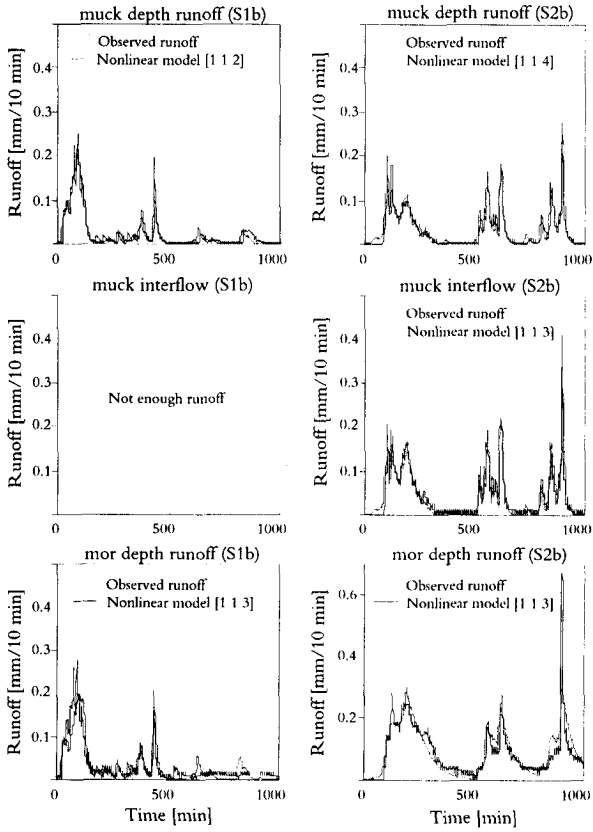 muck depth runoff (S1b)
Observed runoff
Nonlinear model [1 1 2]
Runoff [mm/10 min]
0.4
0.3
0.2
0.1
0
500
1000
muck depth runoff (S2b)
Observed runoff
Nonlinear model [1 1 4]
Runoff [mm/10 min]
0.4
0.3
0.2
0.1
0
500
1000
muck interflow (S1b)
Not enough runoff
Runoff [mm/10 min]
0.4
0.3
0.2
0.1
0
500
1000
muck interflow (S2b)
Observed runoff
Nonlinear model [1 1 3]
Runoff [mm/10 min]
0.4
0.3
0.2
0.1
0
500
1000
mor depth runoff (S1b)
Observed runoff
Nonlinear model [1 1 3]
Runoff [mm/10 min]
0.4
0.3
0.2
0.1
0
500
1000
Time [min]
mor depth runoff (S2b)
Observed runoff
Nonlinear model [1 1 3]
Runoff [mm/10 min]
0.6
0.4
0.2
0
500
1000
Time [min]